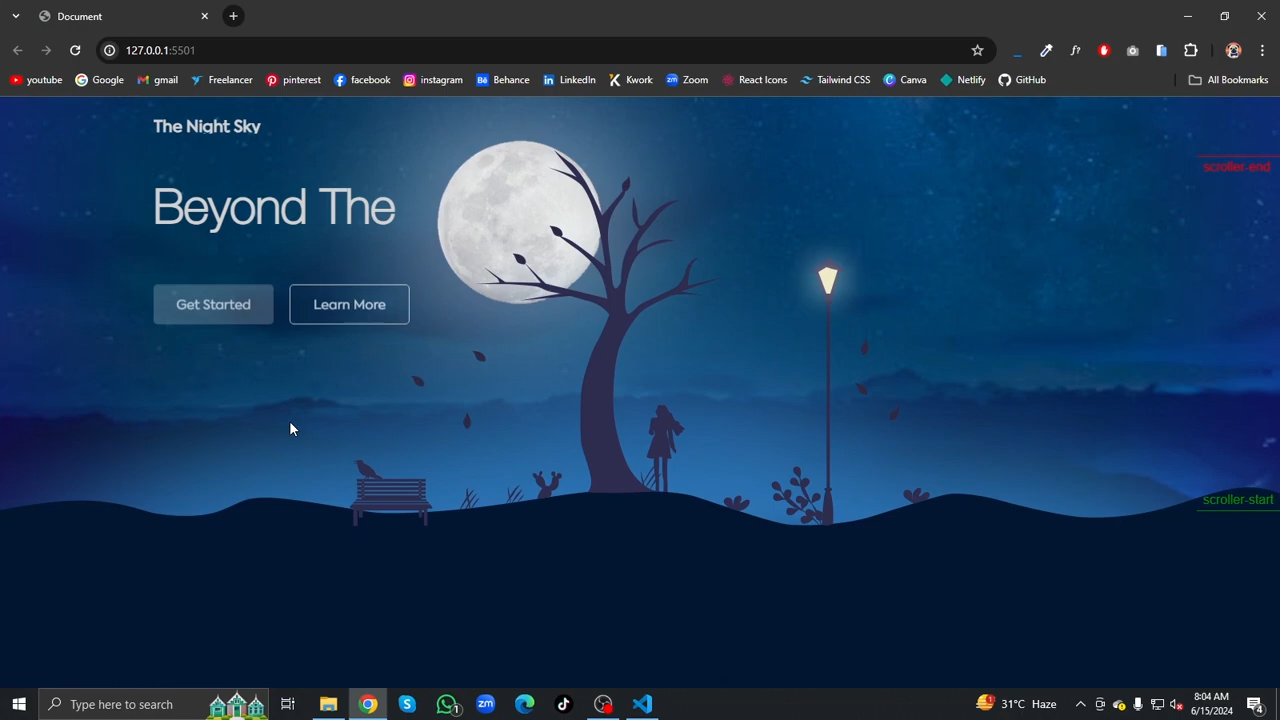 Document
127.0.0.1:5501
youtube
Google
gmail
Freelancer
pinterest
facebook
instagram
Behance
LinkedIn
Kwork
Zoom
React Icons
Tailwind CSS
Canva
Netlify
GitHub
All Bookmarks
The Night Sky
scroller-end
Beyond The
Get Started
Learn More
scroller-start
Type here to search
31°C Haze
8:04 AM
6/15/2024